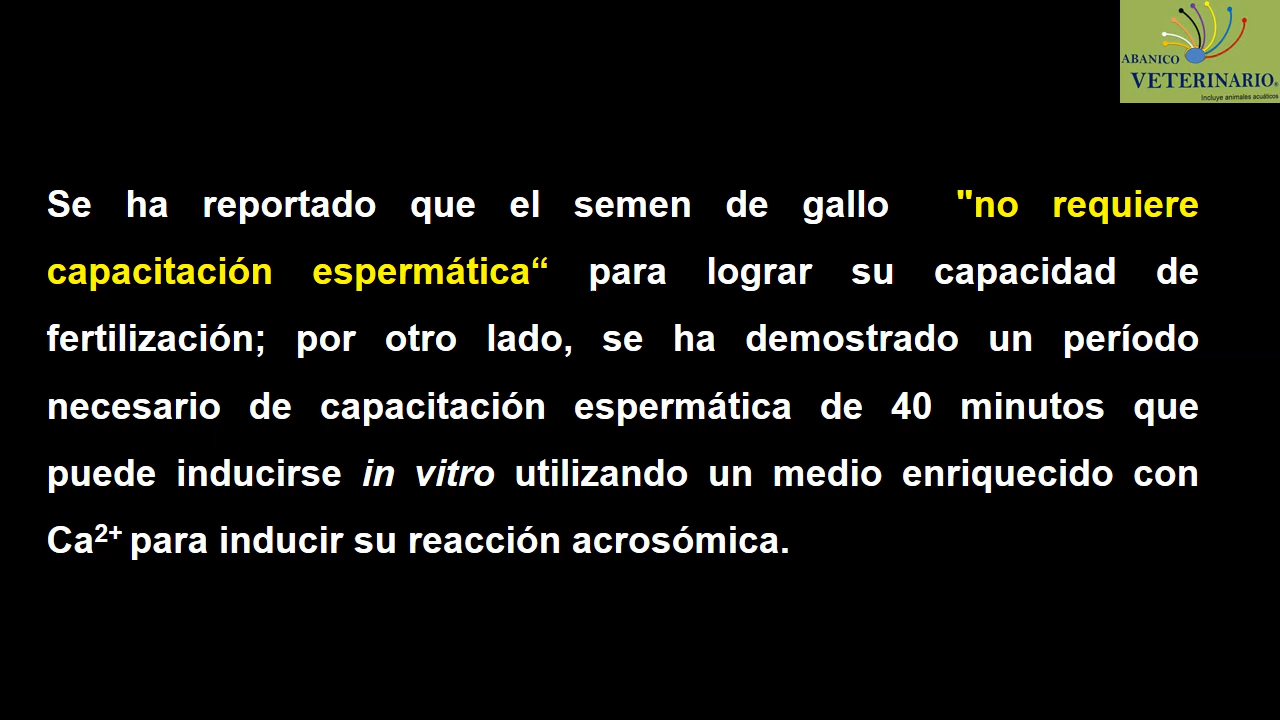 ABANICO
VETERINARIO®
Incluye animales acuáticos
Se ha reportado que el semen de gallo "no requiere
capacitación espermática“ para lograr su capacidad de
fertilización; por otro lado, se ha demostrado un período
necesario de capacitación espermática de 40 minutos que
puede inducirse in vitro utilizando un medio enriquecido con
Ca²⁺ para inducir su reacción acrosómica.